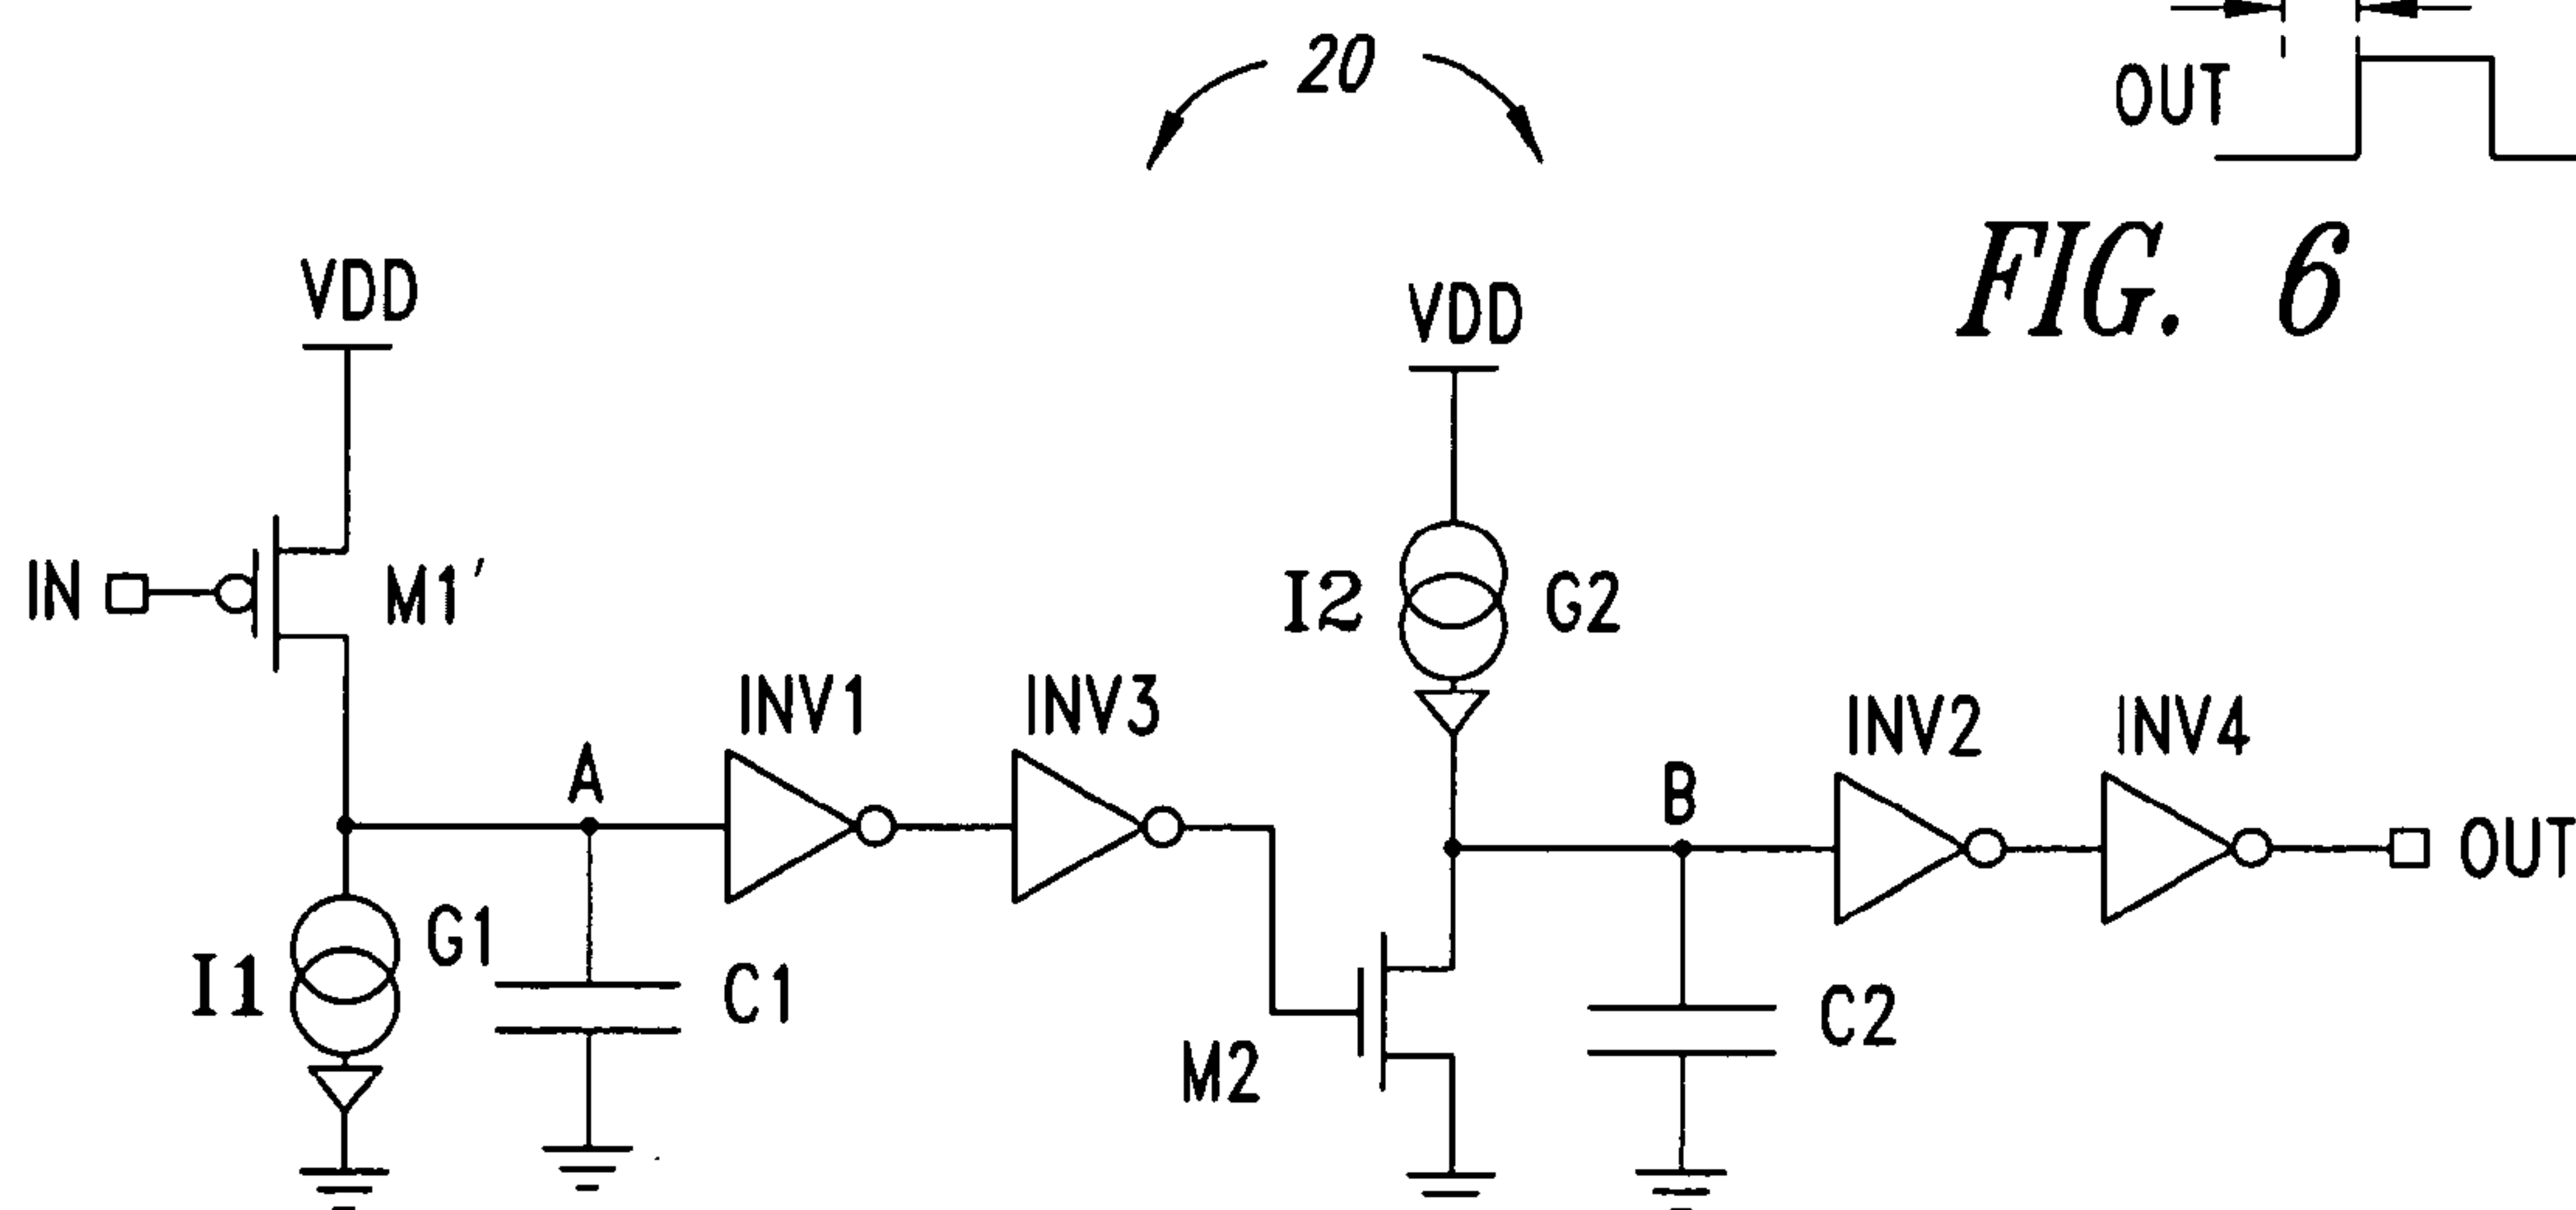 20
OUT
FIG. 6
VDD
VDD
IN
M1'
I2
G2
INV1
INV3
INV2
INV4
A
B
OUT
I1
G1
C1
M2
C2